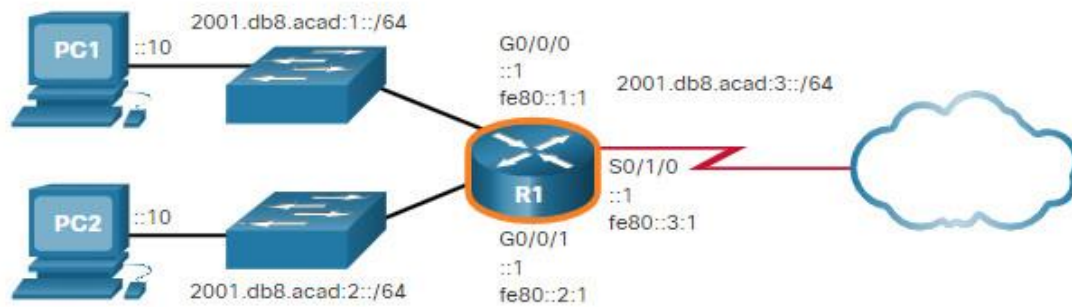 2001.db8.acad:1::/64
PC1
::10
G0/0/0
::1
fe80::1:1
2001.db8.acad:3::/64
R1
S0/1/0
::1
fe80::3:1
PC2
::10
2001.db8.acad:2::/64
G0/0/1
::1
fe80::2:1